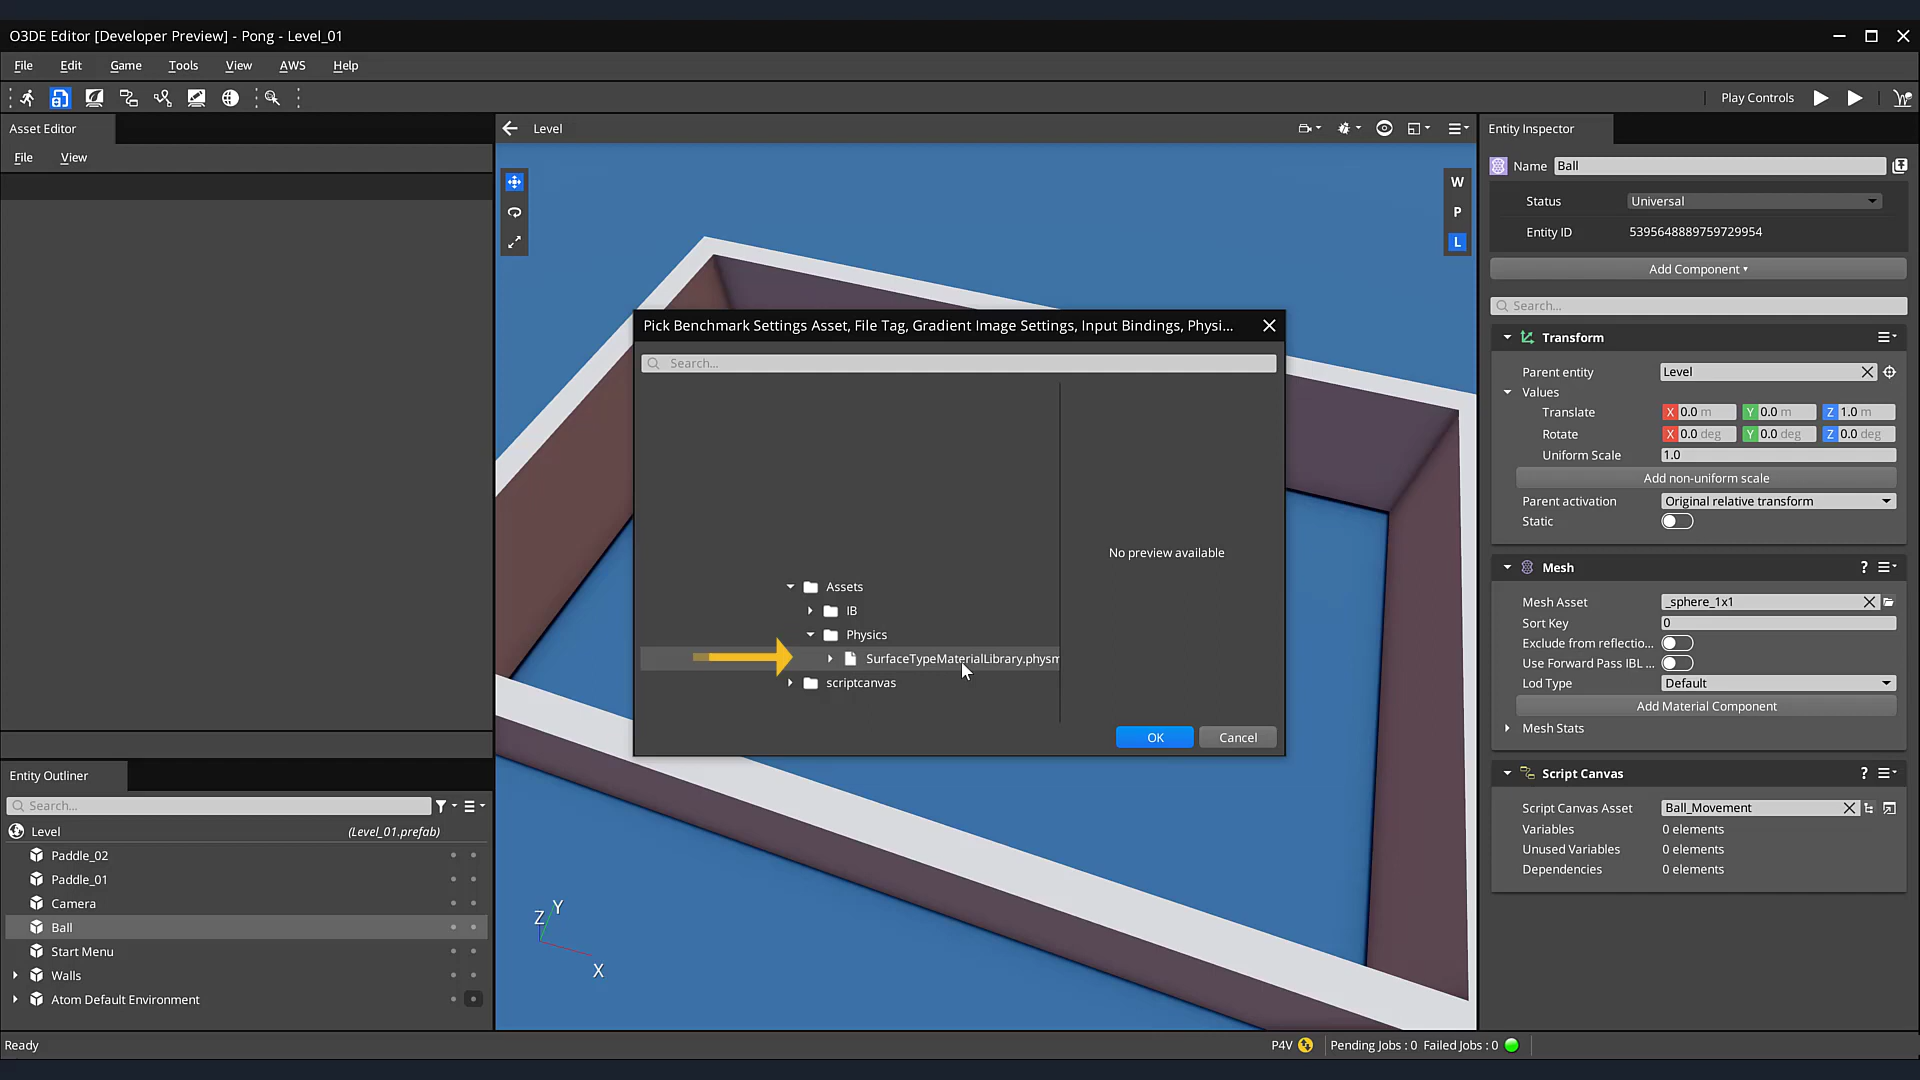 O3DE Editor [Developer Preview] - Pong - Level_01
File Edit Game Tools View AWS Help
Play Controls
Asset Editor
File View
Level
W
P
L
Z Y
X
Pick Benchmark Settings Asset, File Tag, Gradient Image Settings, Input Bindings, Physi...
Search...
Assets
IB
Physics
SurfaceTypeMaterialLibrary.physm
scriptcanvas
No preview available
OK Cancel
Entity Outliner
Search...
Level (Level_01.prefab)
Paddle_02
Paddle_01
Camera
Ball
Start Menu
Walls
Atom Default Environment
Entity Inspector
Name Ball
Status Universal
Entity ID 5395648889759729954
Add Component
Search...
Transform
Parent entity Level
Values
Translate X 0.0 m Y 0.0 m Z 1.0 m
Rotate X 0.0 deg Y 0.0 deg Z 0.0 deg
Uniform Scale 1.0
Add non-uniform scale
Parent activation Original relative transform
Static
Mesh ?
Mesh Asset _sphere_1x1
Sort Key 0
Exclude from reflectio...
Use Forward Pass IBL ...
Lod Type Default
Add Material Component
Mesh Stats
Script Canvas ?
Script Canvas Asset Ball_Movement
Variables 0 elements
Unused Variables 0 elements
Dependencies 0 elements
Ready
P4V Pending Jobs : 0 Failed Jobs : 0